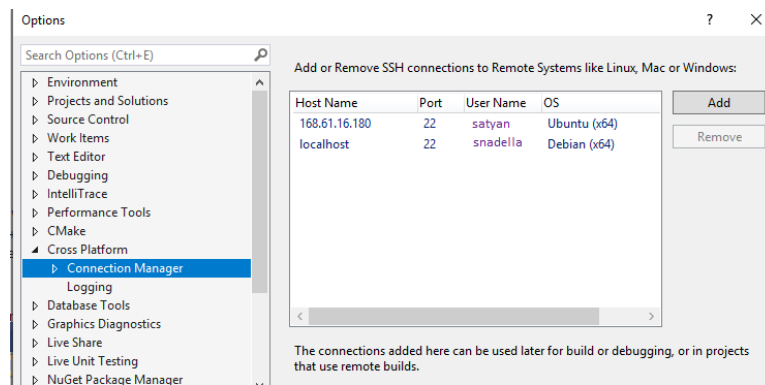 Options ? ×
Search Options (Ctrl+E)
Environment
Projects and Solutions
Source Control
Work Items
Text Editor
Debugging
IntelliTrace
Performance Tools
CMake
Cross Platform
Connection Manager
Logging
Database Tools
Graphics Diagnostics
Live Share
Live Unit Testing
NuGet Package Manager
Add or Remove SSH connections to Remote Systems like Linux, Mac or Windows:
Host Name Port User Name OS
168.61.16.180 22 satyan Ubuntu (x64)
localhost 22 snadella Debian (x64)
Add
Remove
The connections added here can be used later for build or debugging, or in projects
that use remote builds.